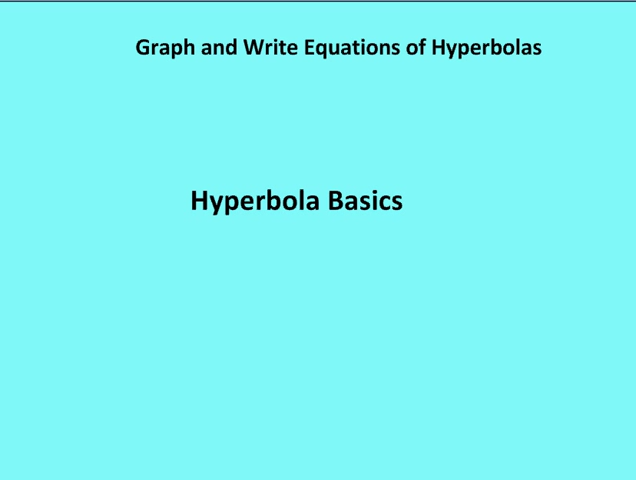 Graph and Write Equations of Hyperbolas
Hyperbola Basics